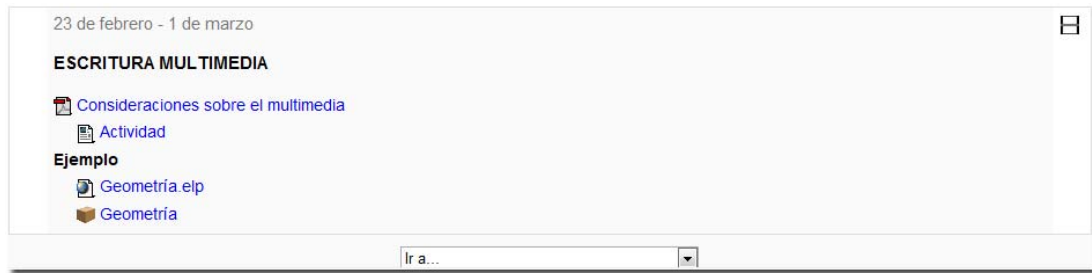 23 de febrero - 1 de marzo
ESCRITURA MULTIMEDIA
Consideraciones sobre el multimedia
Actividad
Ejemplo
Geometría.elp
Geometría
Ir a...